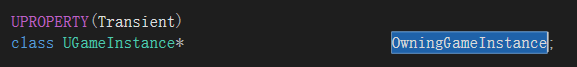 UPROPERTY(Transient)
class UGameInstance* OwningGameInstance;